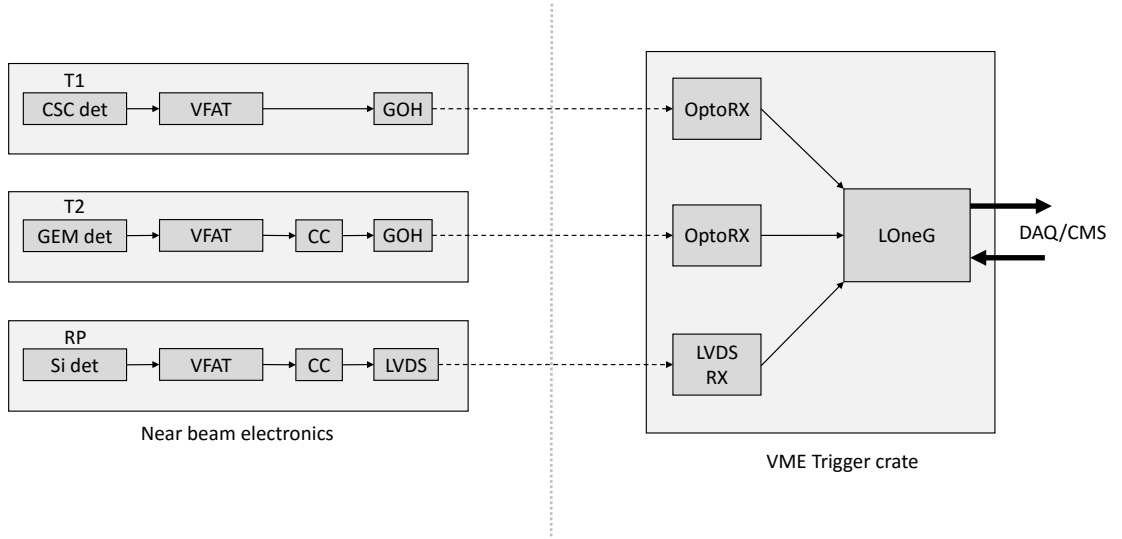 T1
CSC det
VFAT
GOH
T2
GEM det
VFAT
CC
GOH
RP
Si det
VFAT
CC
LVDS
Near beam electronics
OptoRX
OptoRX
LVDS
RX
LOneG
DAQ/CMS
VME Trigger crate